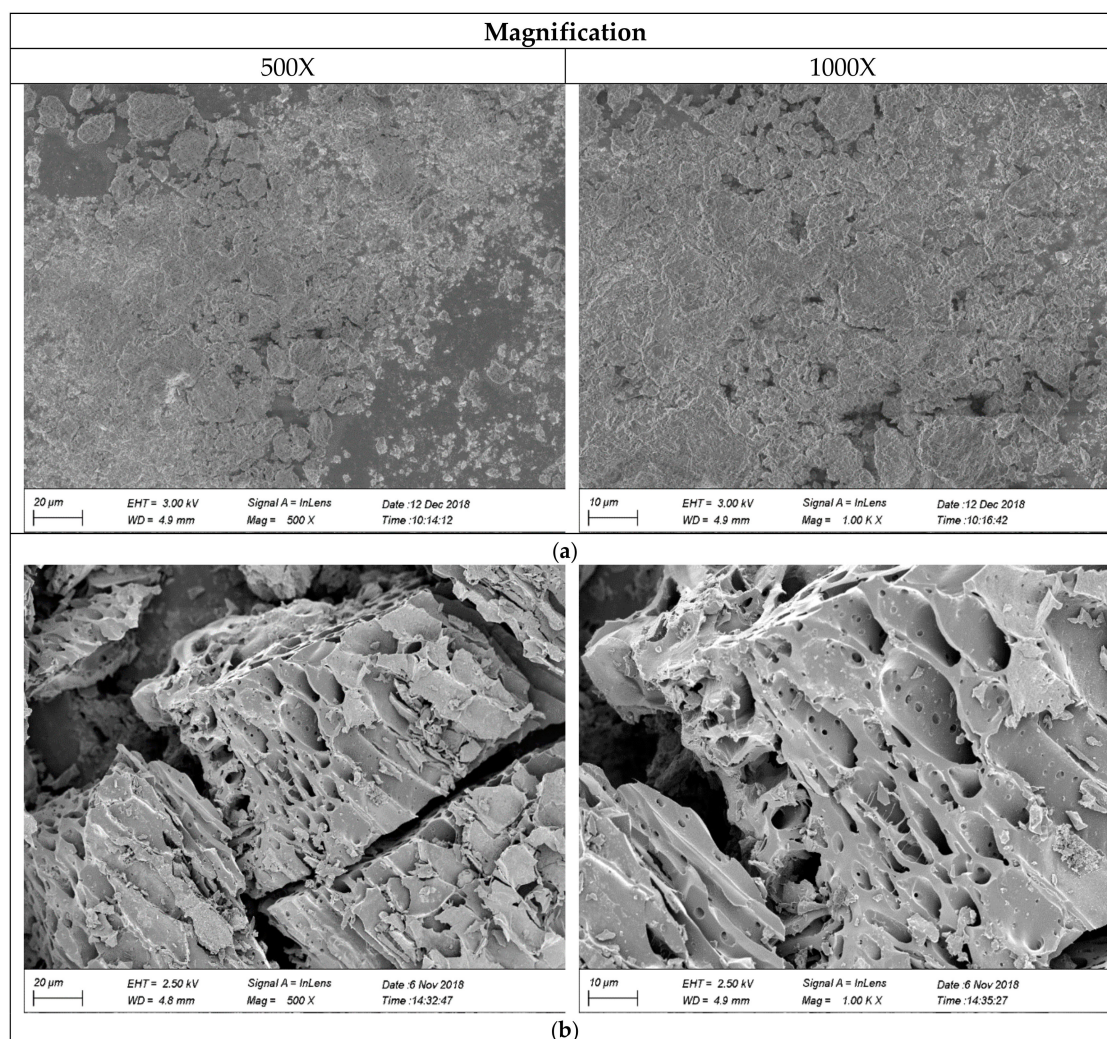 Magnification
500X 1000X
20 µm EHT = 3.00 kV Signal A = InLens Date :12 Dec 2018
WD = 4.9 mm Mag = 500 X Time :10:14:12
10 µm EHT = 3.00 kV Signal A = InLens Date :12 Dec 2018
WD = 4.9 mm Mag = 1.00 K X Time :10:16:42
(a)
20 µm EHT = 2.50 kV Signal A = InLens Date :6 Nov 2018
WD = 4.8 mm Mag = 500 X Time :14:32:47
10 µm EHT = 2.50 kV Signal A = InLens Date :6 Nov 2018
WD = 4.9 mm Mag = 1.00 K X Time :14:35:27
(b)